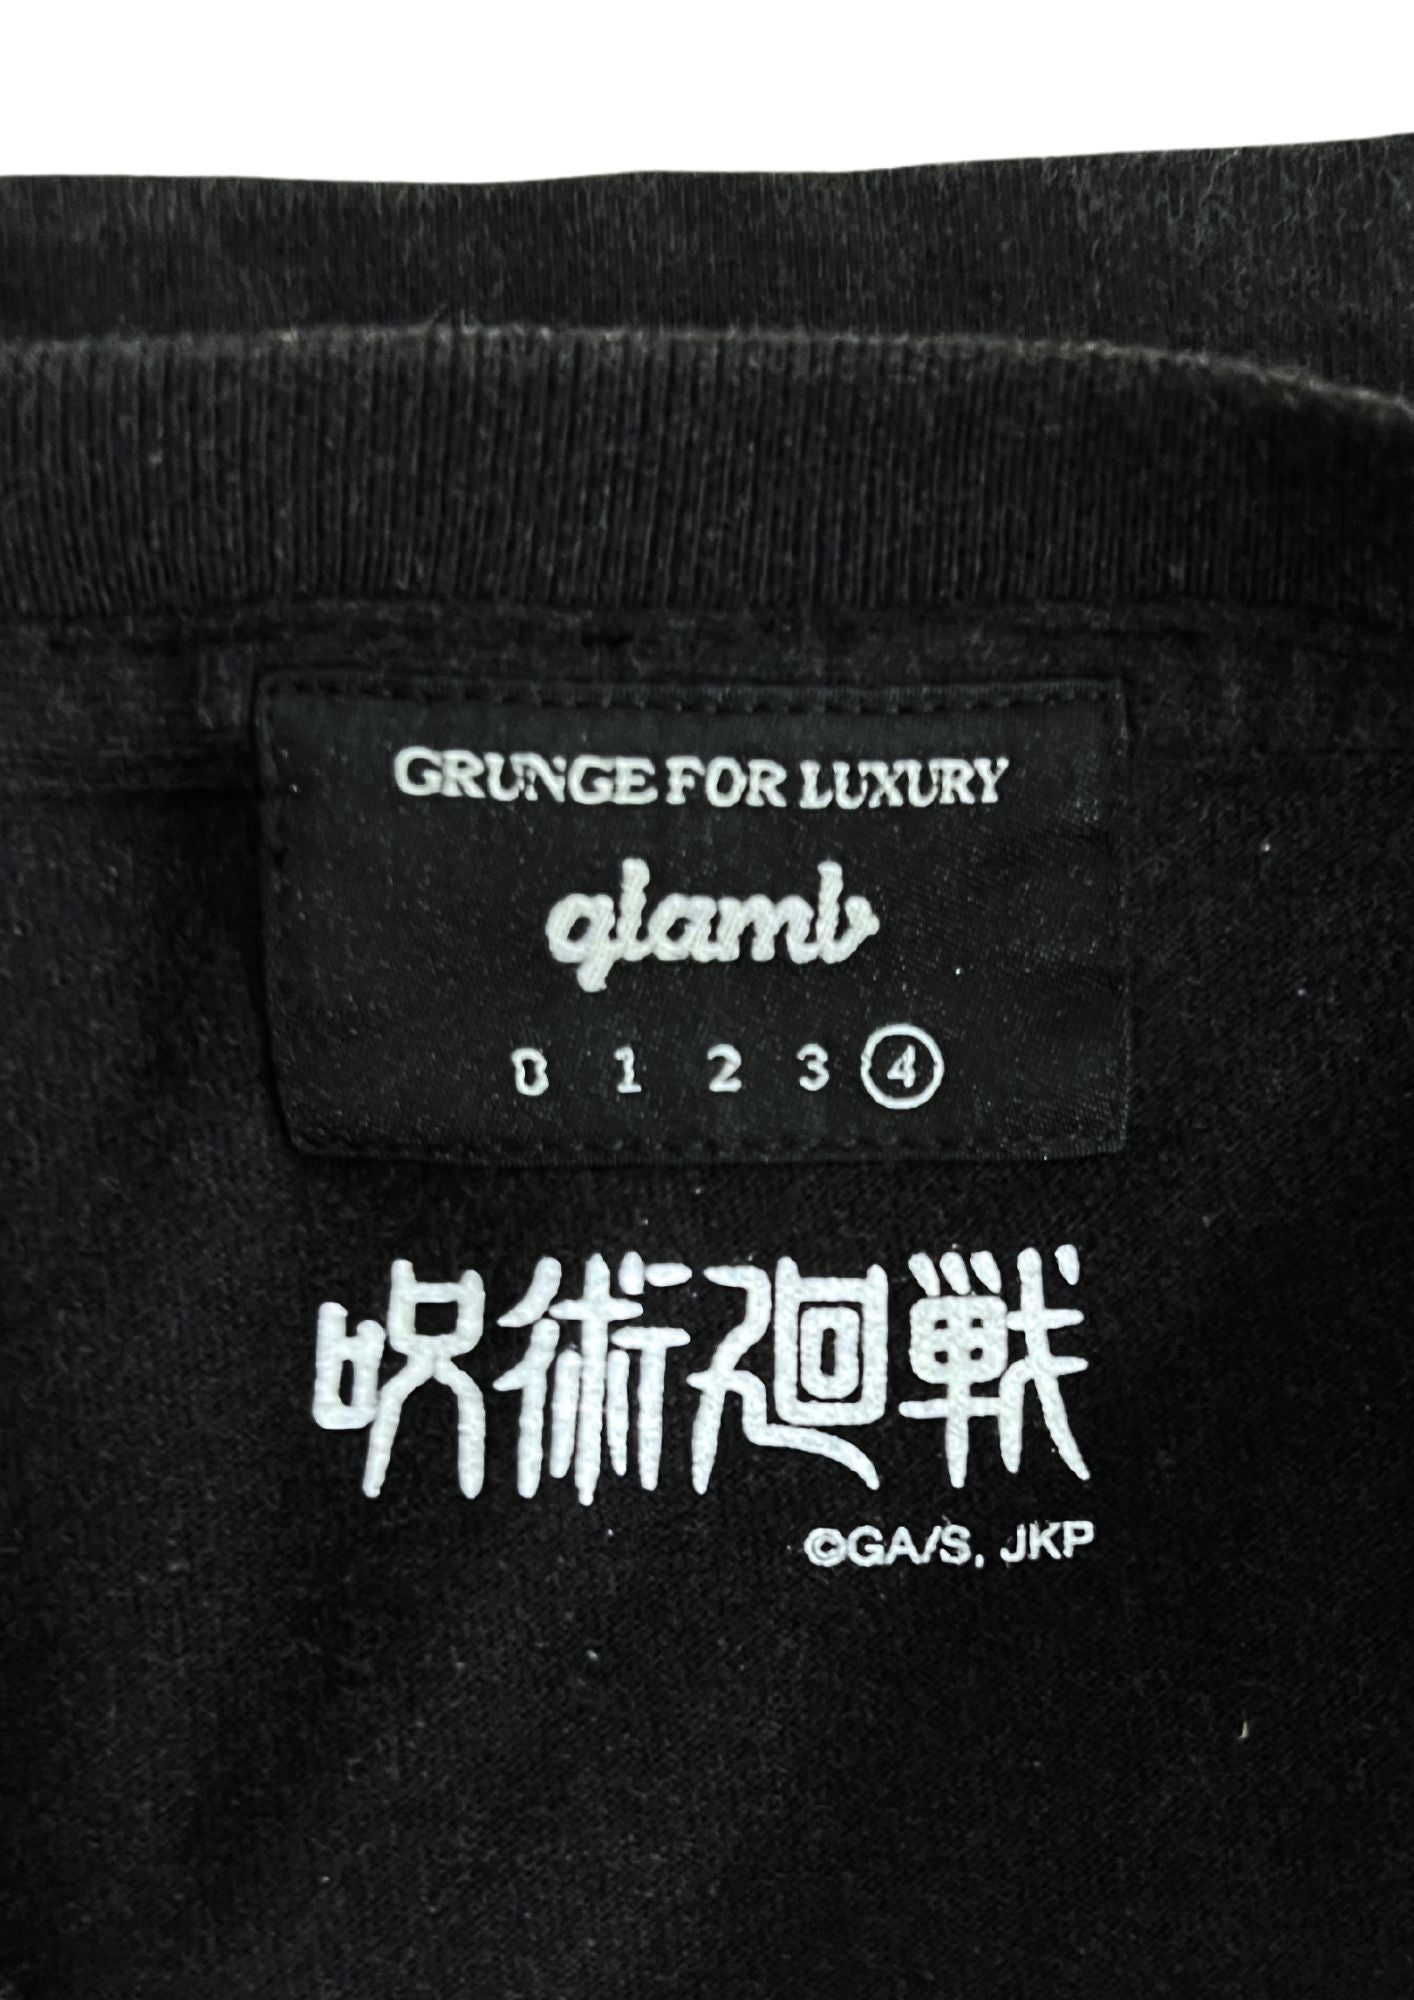 GRUNGE FOR LUXURY
glamb
0 1 2 3 4
呪術廻戦
©GA/S, JKP